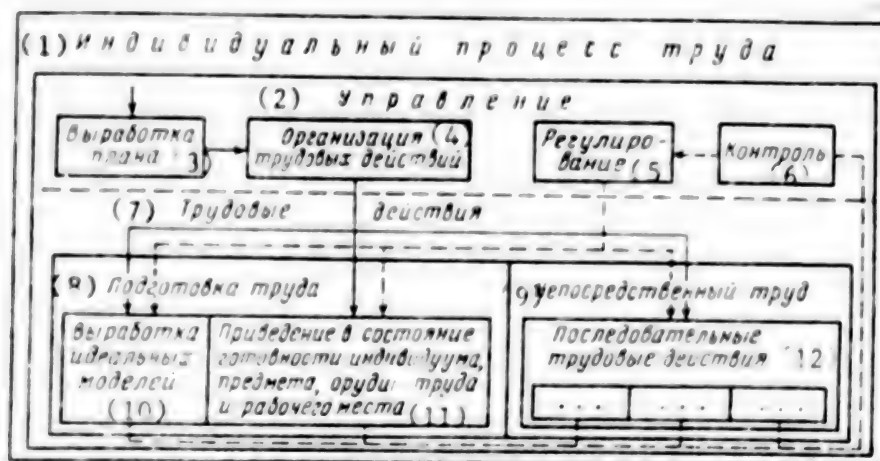 (1) Индивидуальный процесс труда
(2) Управление
Выработка
плана 3)
Организация (4)
трудовых действий
Регулиро-
вание (5)
Контроль
(6)
(7) Трудовые действия
(8) Подготовка труда
9) Непосредственный труд
Выработка
идеальных
моделей
(10)
Приведение в состояние
готовности индивидуума,
предмета, орудий труда
и рабочего места (11)
Последовательные
трудовые действия (12)
... ... ...